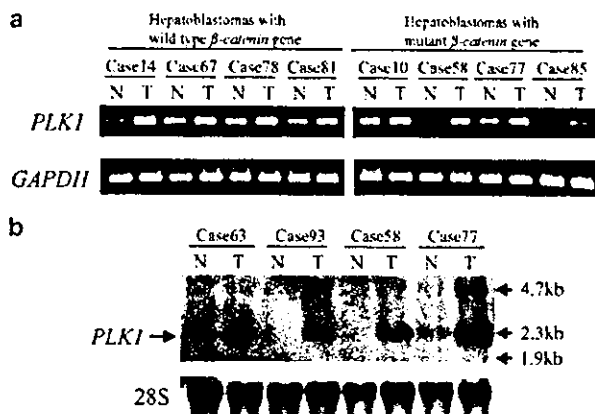 a
Hepatoblastomas with
wild type β-catenin gene
Hepatoblastomas with
mutant β-catenin gene
Case14 Case67 Case78 Case81 Case10 Case58 Case77 Case85
N T N T N T N T N T N T N T N T
PLK1
GAPDH
b
Case63 Case93 Case58 Case77
N T N T N T N T
4.7kb
PLK1
2.3kb
1.9kb
28S